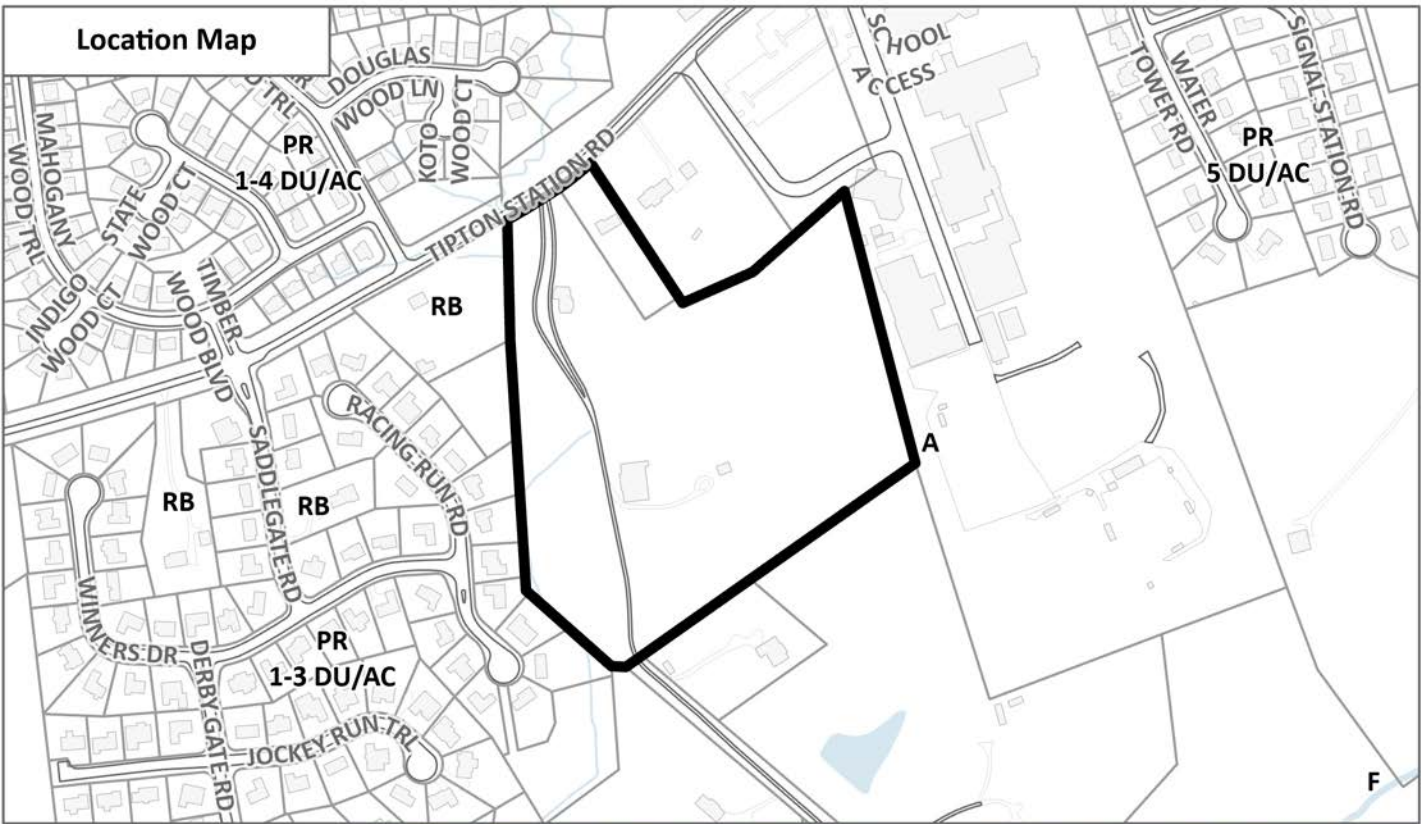 Location Map
DOUGLAS
WOOD LN
TRL
KOTO
WOOD CT
SCHOOL
ACCESS
SIGNAL STATION RD
WATER
TOWER RD
PR
5 DU/AC
MAHOGANY
WOOD TRL
STATE
WOOD CT
PR
1-4 DU/AC
TIPTON STATION RD
INDIGO
WOOD CT
TIMBER
WOOD BLVD
RB
RACING RUN RD
SADDLEGATE RD
A
RB
RB
WINNERS DR
DERBY GATE RD
PR
1-3 DU/AC
JOCKEY RUN TRL
F